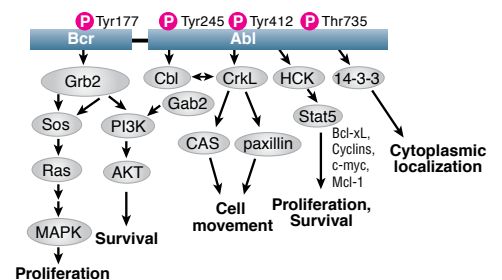 P Tyr177 P Tyr245 P Tyr412 P Thr735
Bcr Abl
Grb2 Cbl CrkL HCK 14-3-3
Gab2
Sos PI3K Stat5
CAS paxillin
Bcl-xL,
Cyclins,
c-myc,
Mcl-1
Cytoplasmic
localization
Ras AKT
Cell
movement
Proliferation,
Survival
MAPK Survival
Proliferation